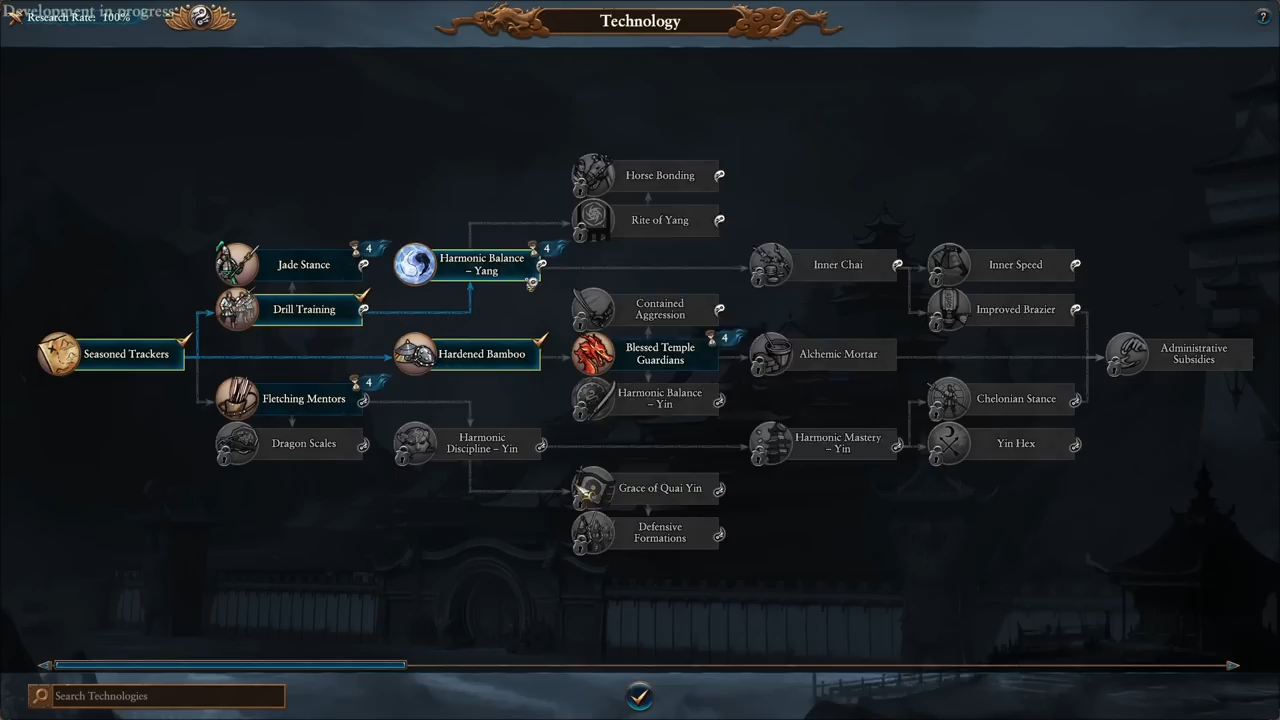 Development in progress
Research Rate: 100%
Technology
?
Horse Bonding
Rite of Yang
Jade Stance
4
Harmonic Balance
– Yang
4
Inner Chai
Inner Speed
Drill Training
Contained
Aggression
Improved Brazier
Seasoned Trackers
Hardened Bamboo
Blessed Temple
Guardians
4
Alchemic Mortar
Administrative
Subsidies
Fletching Mentors
4
Harmonic Balance
– Yin
Chelonian Stance
Dragon Scales
Harmonic
Discipline – Yin
Harmonic Mastery
– Yin
Yin Hex
Grace of Quai Yin
Defensive
Formations
Search Technologies